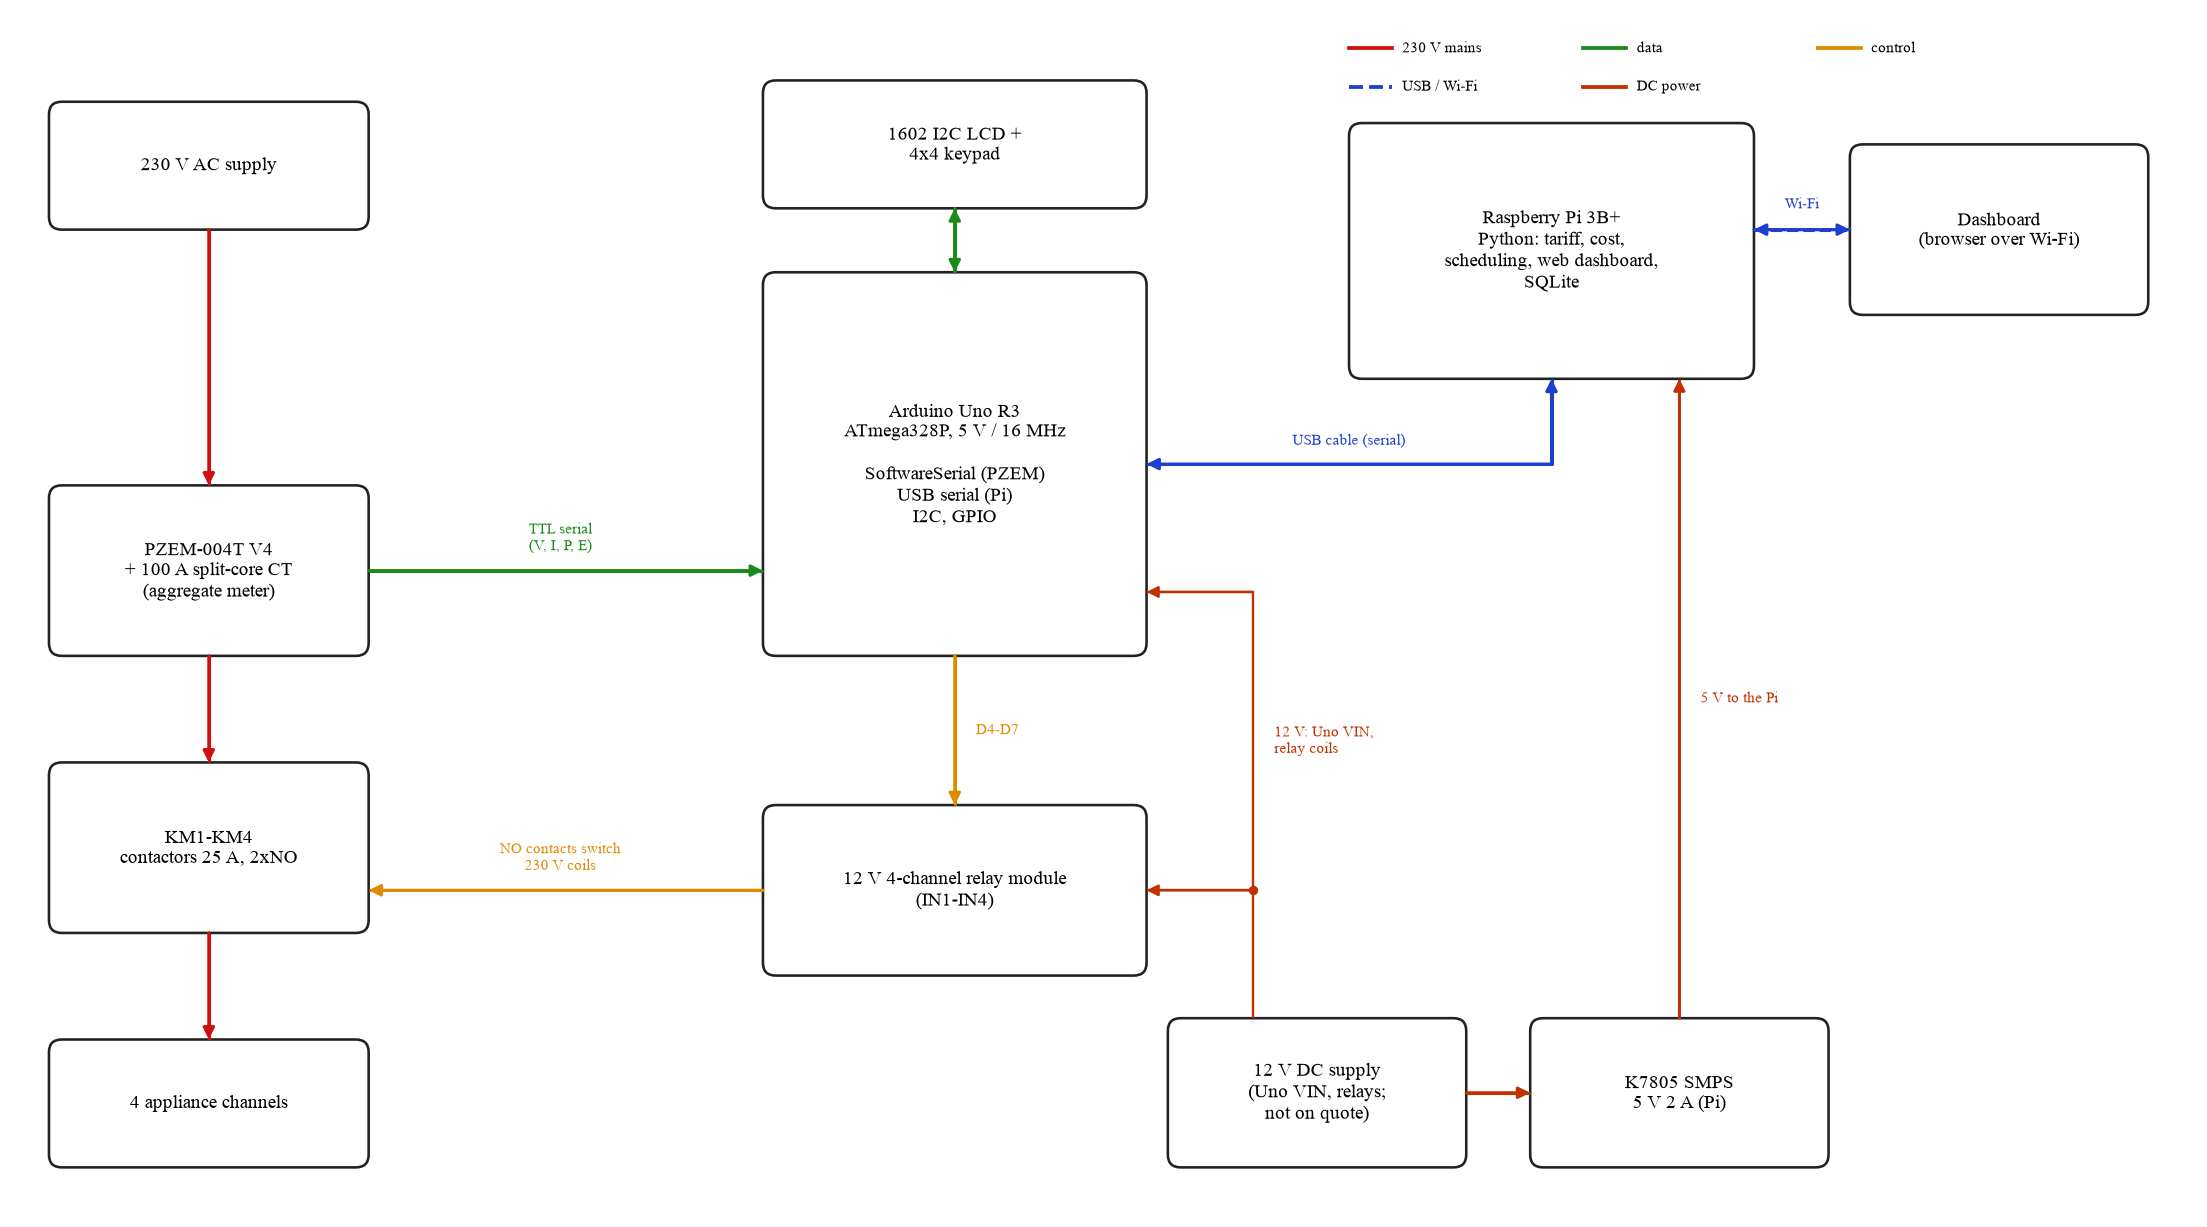 230 V mains
data
control
USB / Wi-Fi
DC power
230 V AC supply
1602 I2C LCD +
4x4 keypad
Raspberry Pi 3B+
Python: tariff, cost,
scheduling, web dashboard,
SQLite
Wi-Fi
Dashboard
(browser over Wi-Fi)
Arduino Uno R3
ATmega328P, 5 V / 16 MHz
SoftwareSerial (PZEM)
USB serial (Pi)
I2C, GPIO
USB cable (serial)
PZEM-004T V4
+ 100 A split-core CT
(aggregate meter)
TTL serial
(V, I, P, E)
D4-D7
12 V: Uno VIN,
relay coils
5 V to the Pi
KM1-KM4
contactors 25 A, 2xNO
NO contacts switch
230 V coils
12 V 4-channel relay module
(IN1-IN4)
4 appliance channels
12 V DC supply
(Uno VIN, relays;
not on quote)
K7805 SMPS
5 V 2 A (Pi)